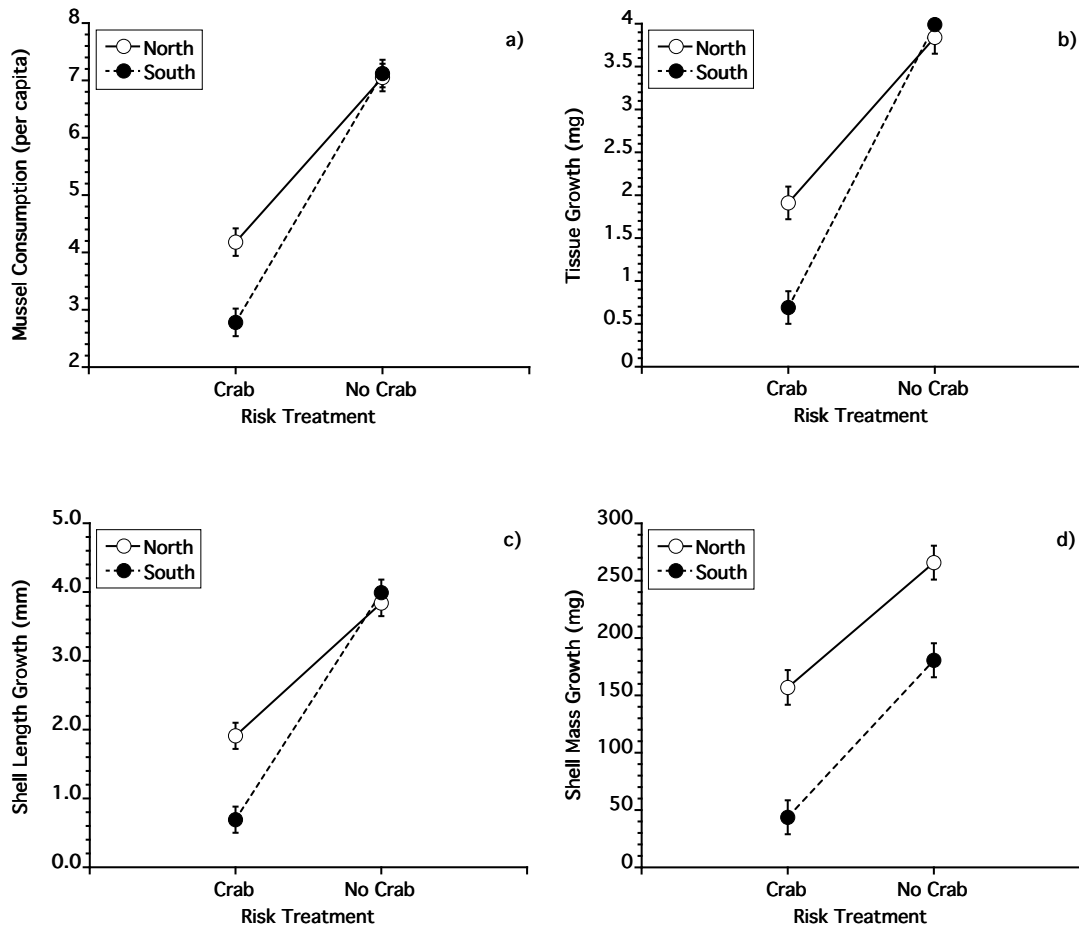 Mussel Consumption (per capita)
8
7
6
5
4
3
2
North
South
a)
Crab
No Crab
Risk Treatment
Tissue Growth (mg)
4
3.5
3
2.5
2
1.5
1
0.5
0
North
South
b)
Crab
No Crab
Risk Treatment
Shell Length Growth (mm)
5.0
4.0
3.0
2.0
1.0
0.0
North
South
c)
Crab
No Crab
Risk Treatment
Shell Mass Growth (mg)
300
250
200
150
100
50
0
North
South
d)
Crab
No Crab
Risk Treatment